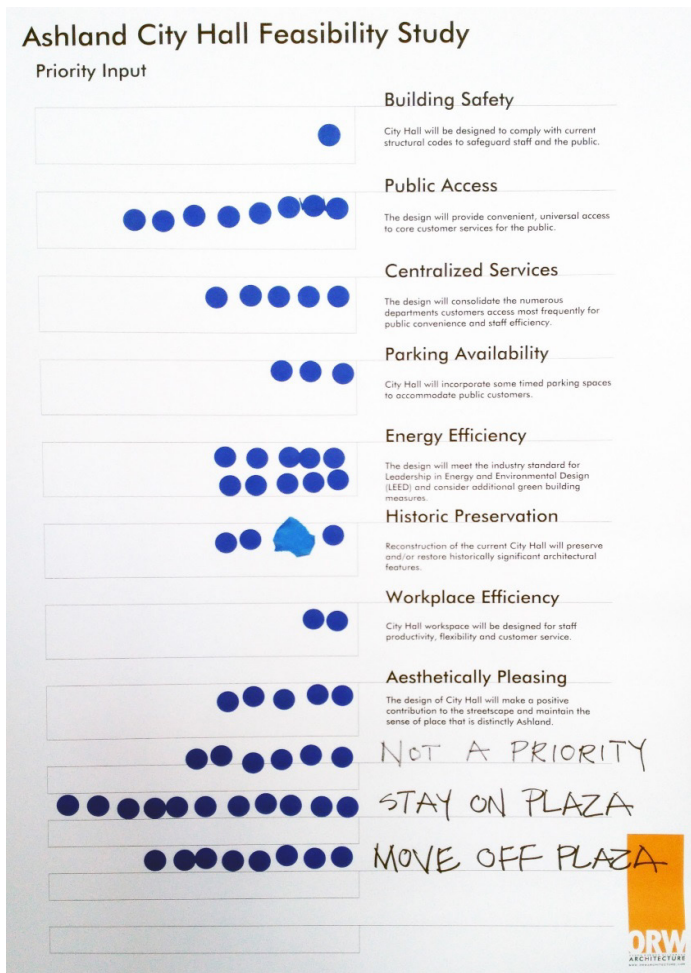 Ashland City Hall Feasibility Study
Priority Input
Building Safety
City Hall will be designed to comply with current
structural codes to safeguard staff and the public.
Public Access
The design will provide convenient, universal access
to core customer services for the public.
Centralized Services
The design will consolidate the numerous
departments customers access most frequently for
public convenience and staff efficiency.
Parking Availability
City Hall will incorporate some timed parking spaces
to accommodate public customers.
Energy Efficiency
The design will meet the industry standard for
Leadership in Energy and Environmental Design
(LEED) and consider additional green building
measures.
Historic Preservation
Reconstruction of the current City Hall will preserve
and/or restore historically significant architectural
features.
Workplace Efficiency
City Hall workspace will be designed for staff
productivity, flexibility and customer service.
Aesthetically Pleasing
The design of City Hall will make a positive
contribution to the streetscape and maintain the
sense of place that is distinctly Ashland.
NOT A PRIORITY
STAY ON PLAZA
MOVE OFF PLAZA
ORW
ARCHITECTURE